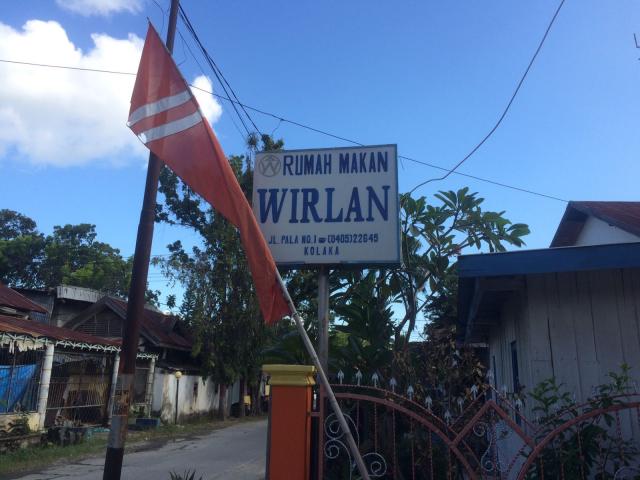 RUMAH MAKAN
WIRLAN
JL. PALA NO.1 ☎ (0405)22645
KOLAKA